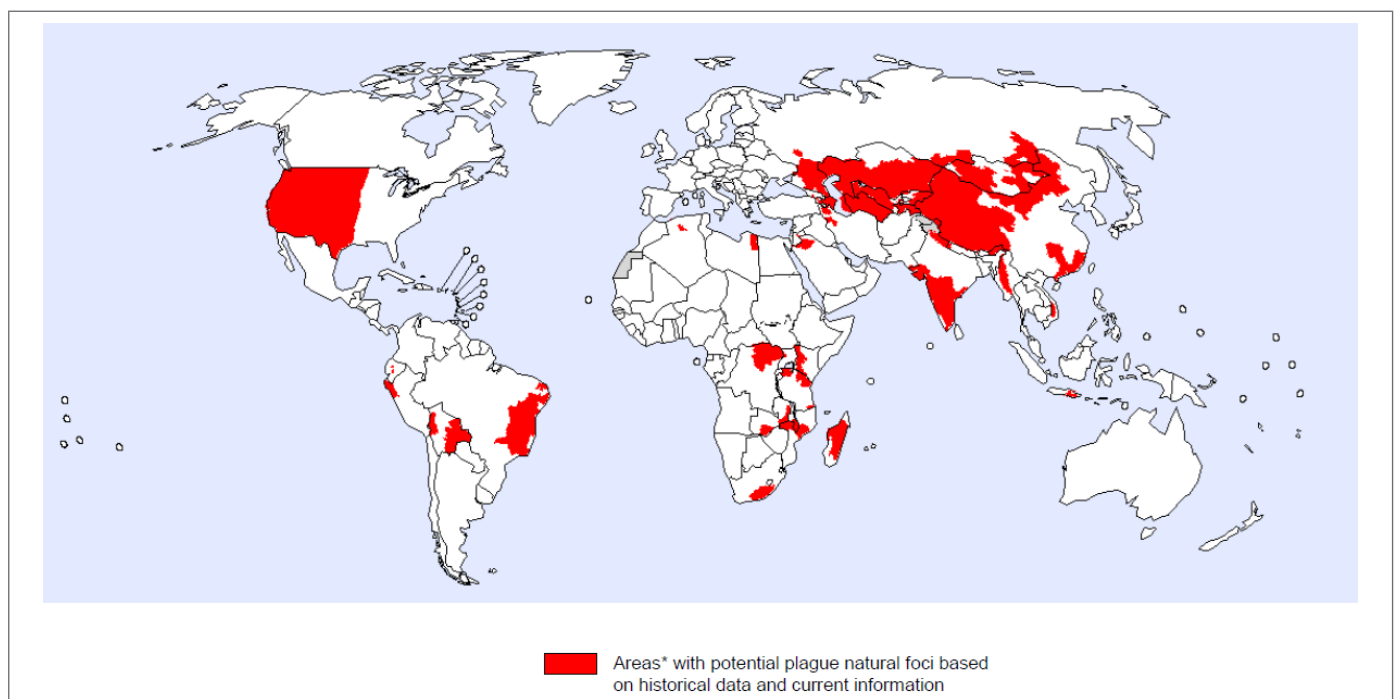 Areas* with potential plague natural foci based
on historical data and current information